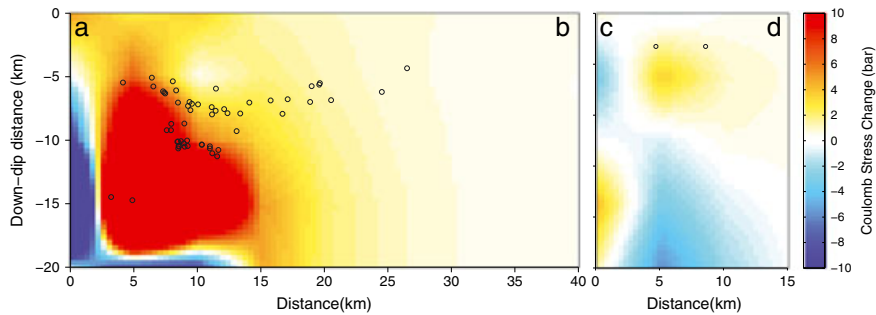 a b
c d
0
−5
−10
−15
−20
Down−dip distance (km)
0 5 10 15 20 25 30 35 40
Distance(km)
0 5 10 15
Distance(km)
10
8
6
4
2
0
−2
−4
−6
−8
−10
Coulomb Stress Change (bar)